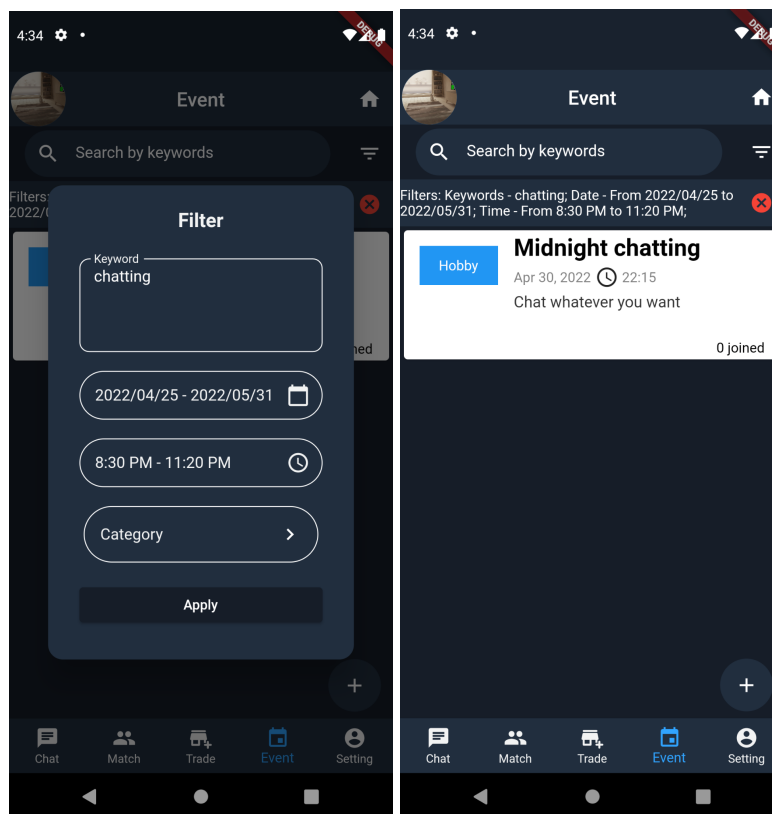 4:34
DEBUG
Event
Search by keywords
Filters:
2022/0
Filter
Keyword
chatting
2022/04/25 - 2022/05/31
8:30 PM - 11:20 PM
Category
Apply
ned
Chat
Match
Trade
Event
Setting
4:34
DEBUG
Event
Search by keywords
Filters: Keywords - chatting; Date - From 2022/04/25 to
2022/05/31; Time - From 8:30 PM to 11:20 PM;
Hobby
Midnight chatting
Apr 30, 2022 22:15
Chat whatever you want
0 joined
Chat
Match
Trade
Event
Setting